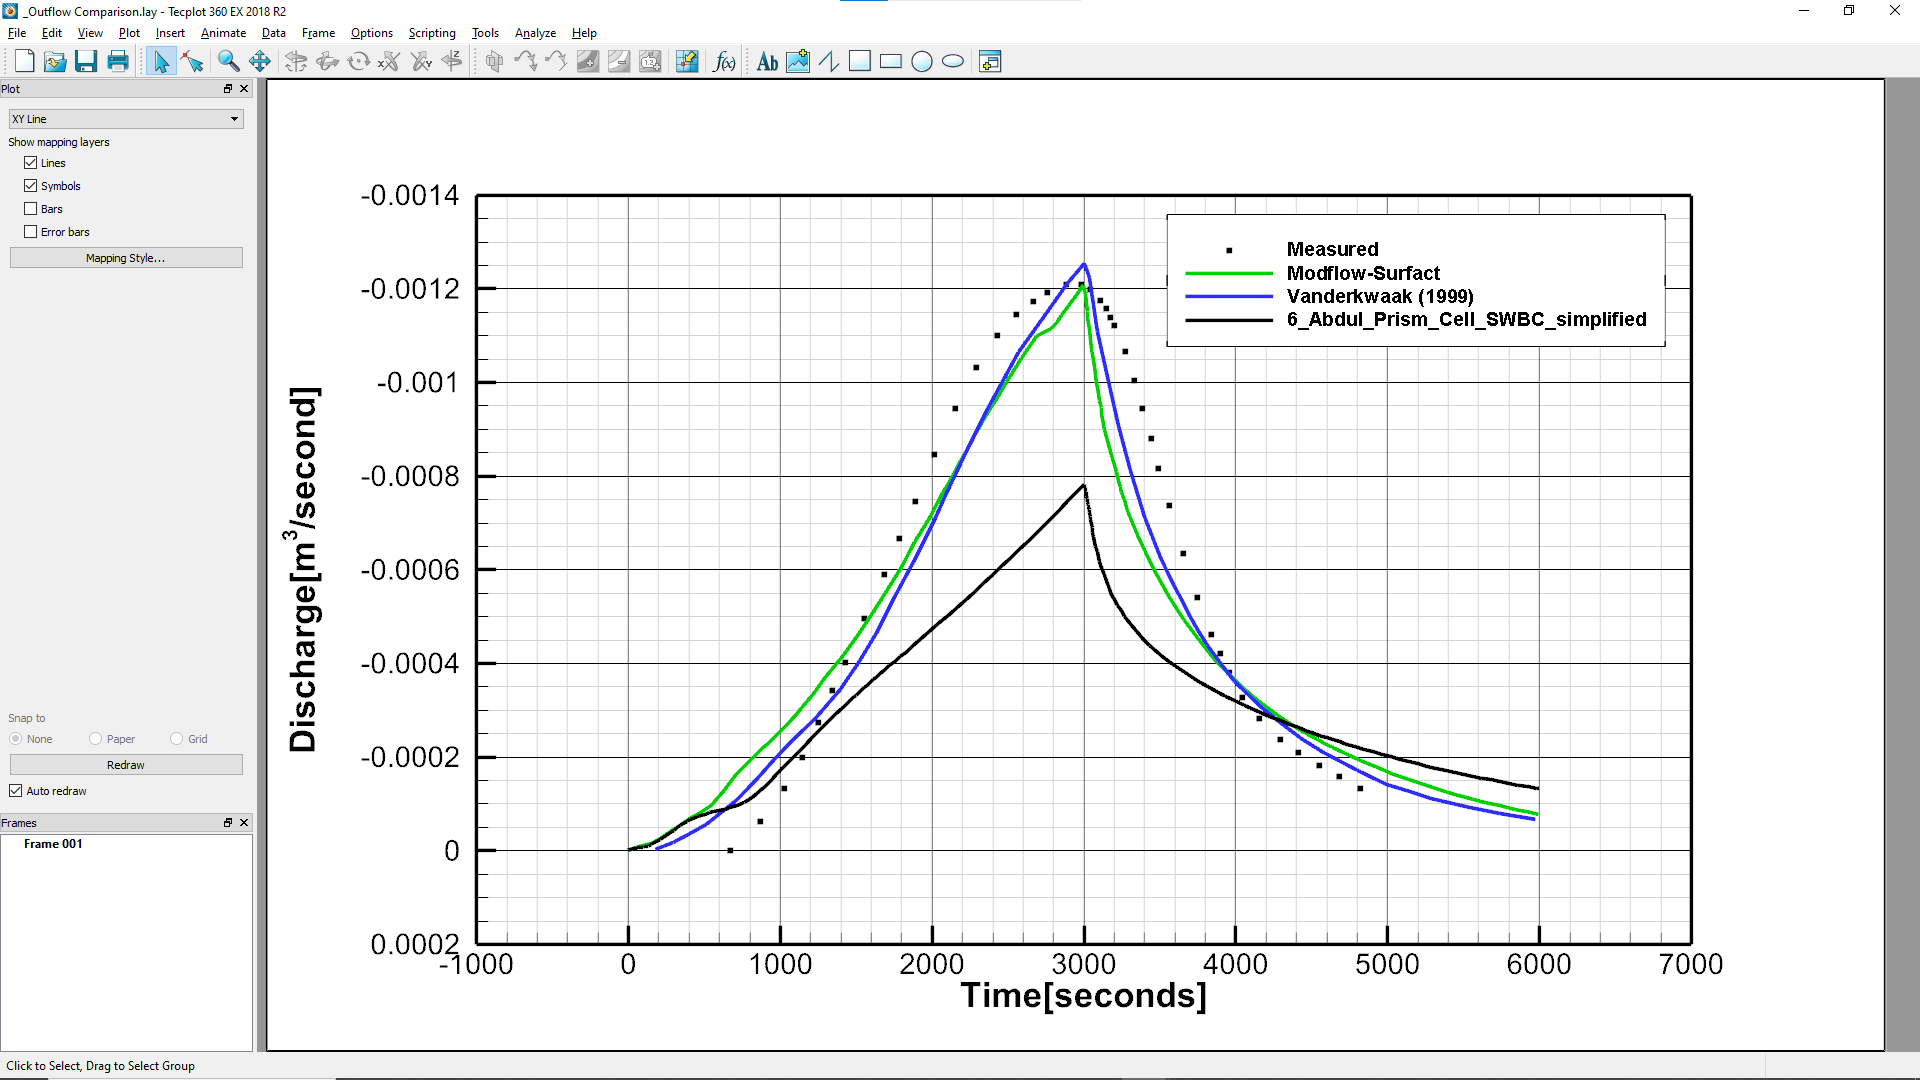 _Outflow Comparison.lay - Tecplot 360 EX 2018 R2
File Edit View Plot Insert Animate Data Frame Options Scripting Tools Analyze Help
Plot
XY Line
Show mapping layers
Lines
Symbols
Bars
Error bars
Mapping Style...
Snap to
None Paper Grid
Redraw
Auto redraw
Frames
Frame 001
Click to Select, Drag to Select Group
Ab
f(x)
1.2
Discharge[m³/second]
-0.0014
-0.0012
-0.001
-0.0008
-0.0006
-0.0004
-0.0002
0
0.0002
-1000 0 1000 2000 3000 4000 5000 6000 7000
Time[seconds]
Measured
Modflow-Surfact
Vanderkwaak (1999)
6_Abdul_Prism_Cell_SWBC_simplified